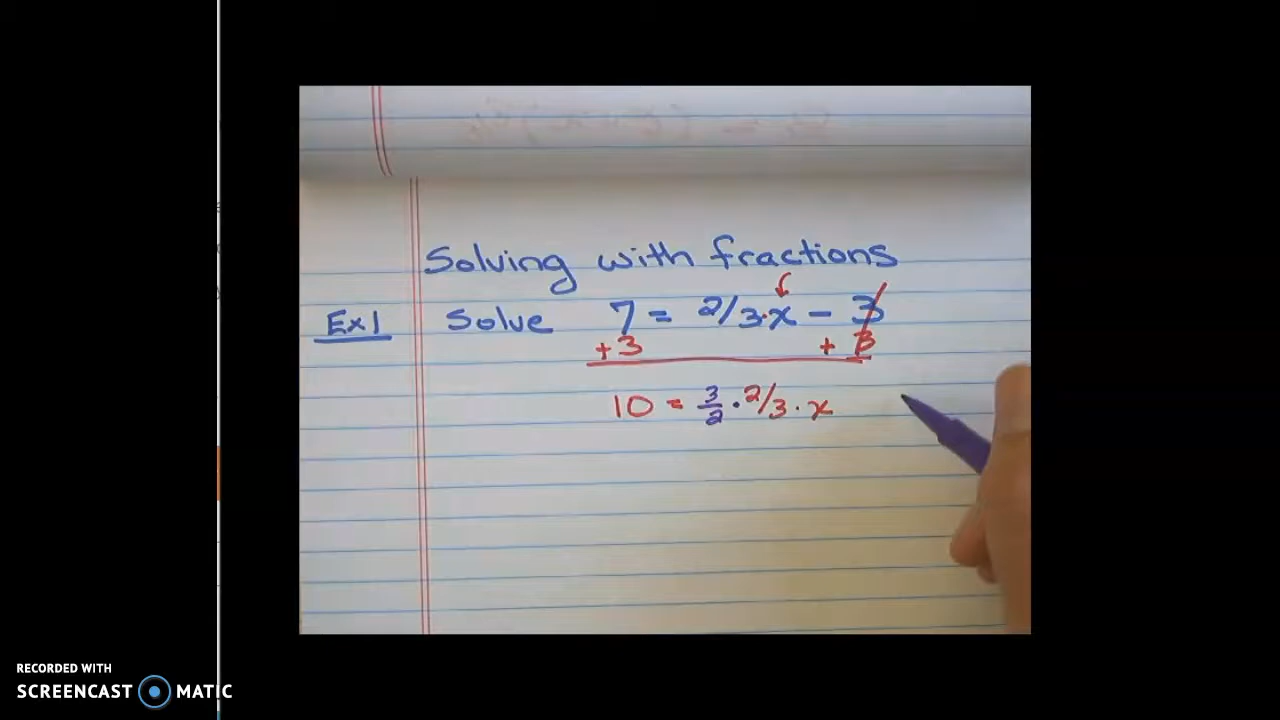 Solving with fractions
Ex1 Solve 7 = 2/3·x - 3
+3 + 3
10 = 3/2 · 2/3 · x
RECORDED WITH
SCREENCAST MATIC